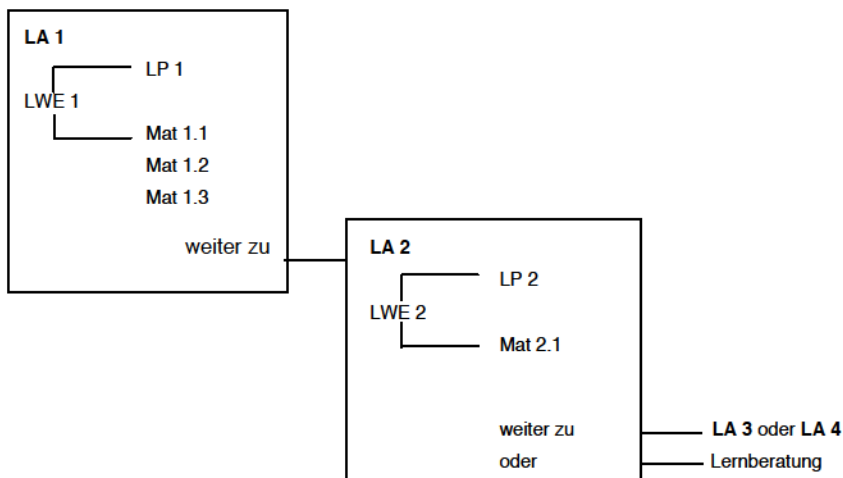 LA 1
LP 1
LWE 1
Mat 1.1
Mat 1.2
Mat 1.3
weiter zu
LA 2
LP 2
LWE 2
Mat 2.1
weiter zu LA 3 oder LA 4
oder Lernberatung